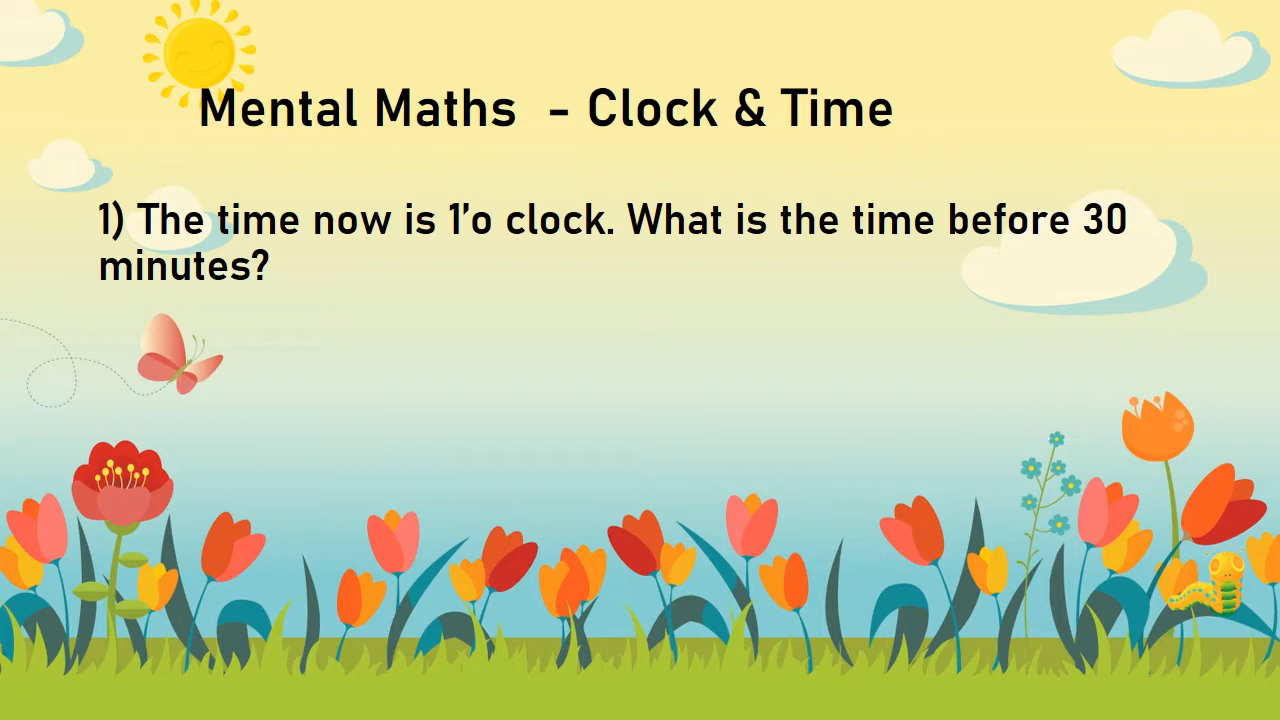 Mental Maths  - Clock & Time
1) The time now is 1’o clock. What is the time before 30
minutes?